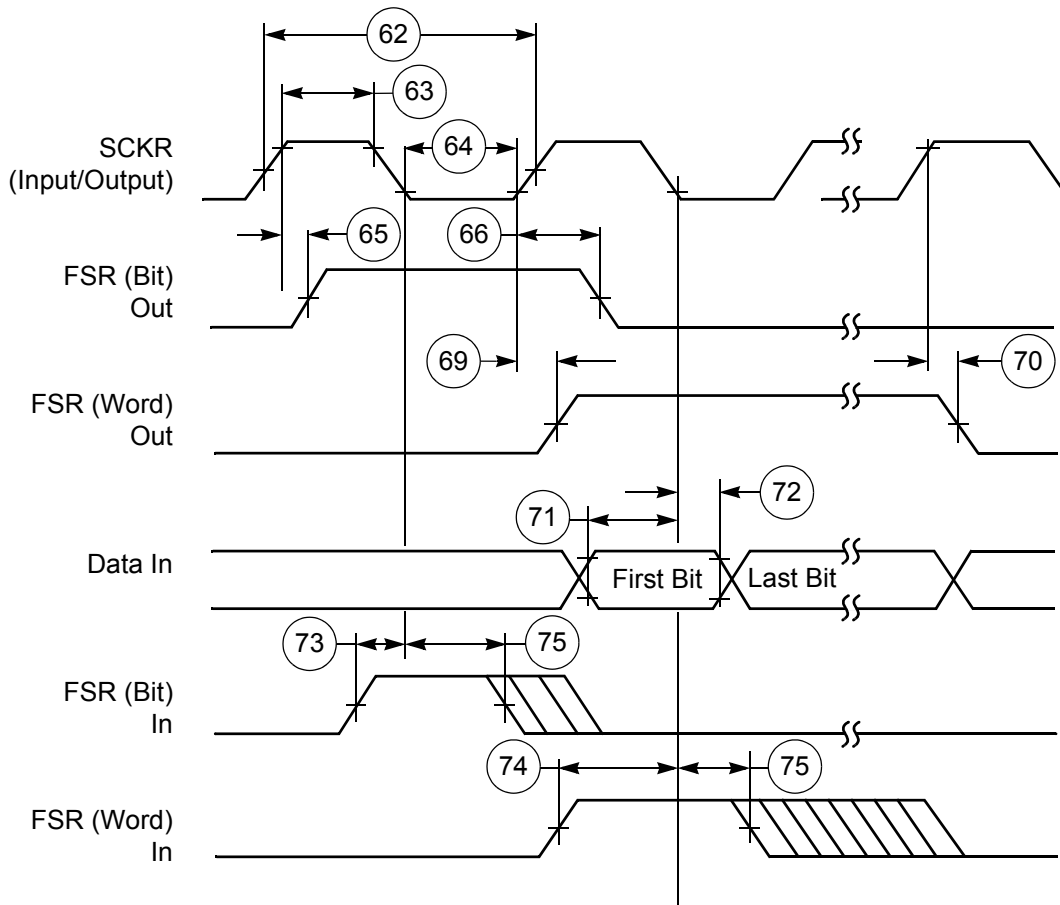 62
63
SCKR
(Input/Output)
64
65
66
FSR (Bit)
Out
69
70
FSR (Word)
Out
71
72
Data In
First Bit
Last Bit
73
75
FSR (Bit)
In
74
75
FSR (Word)
In